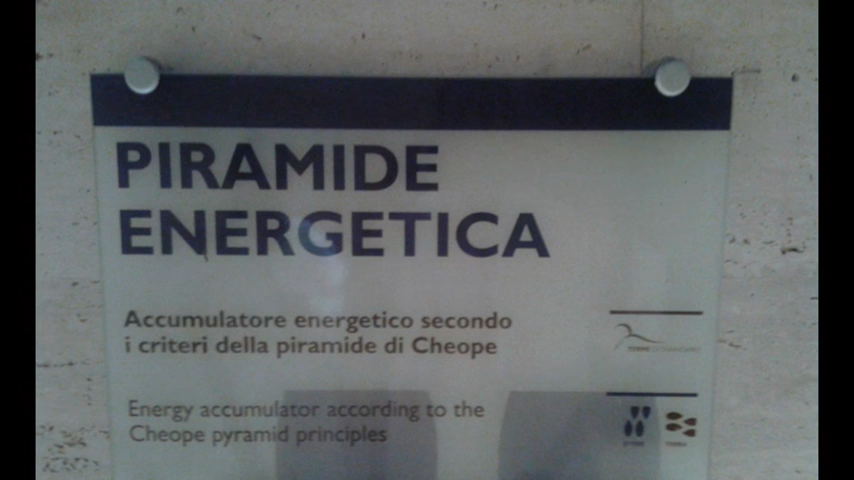 PIRAMIDE
ENERGETICA
Accumulatore energetico secondo
i criteri della piramide di Cheope
Energy accumulator according to the
Cheope pyramid principles